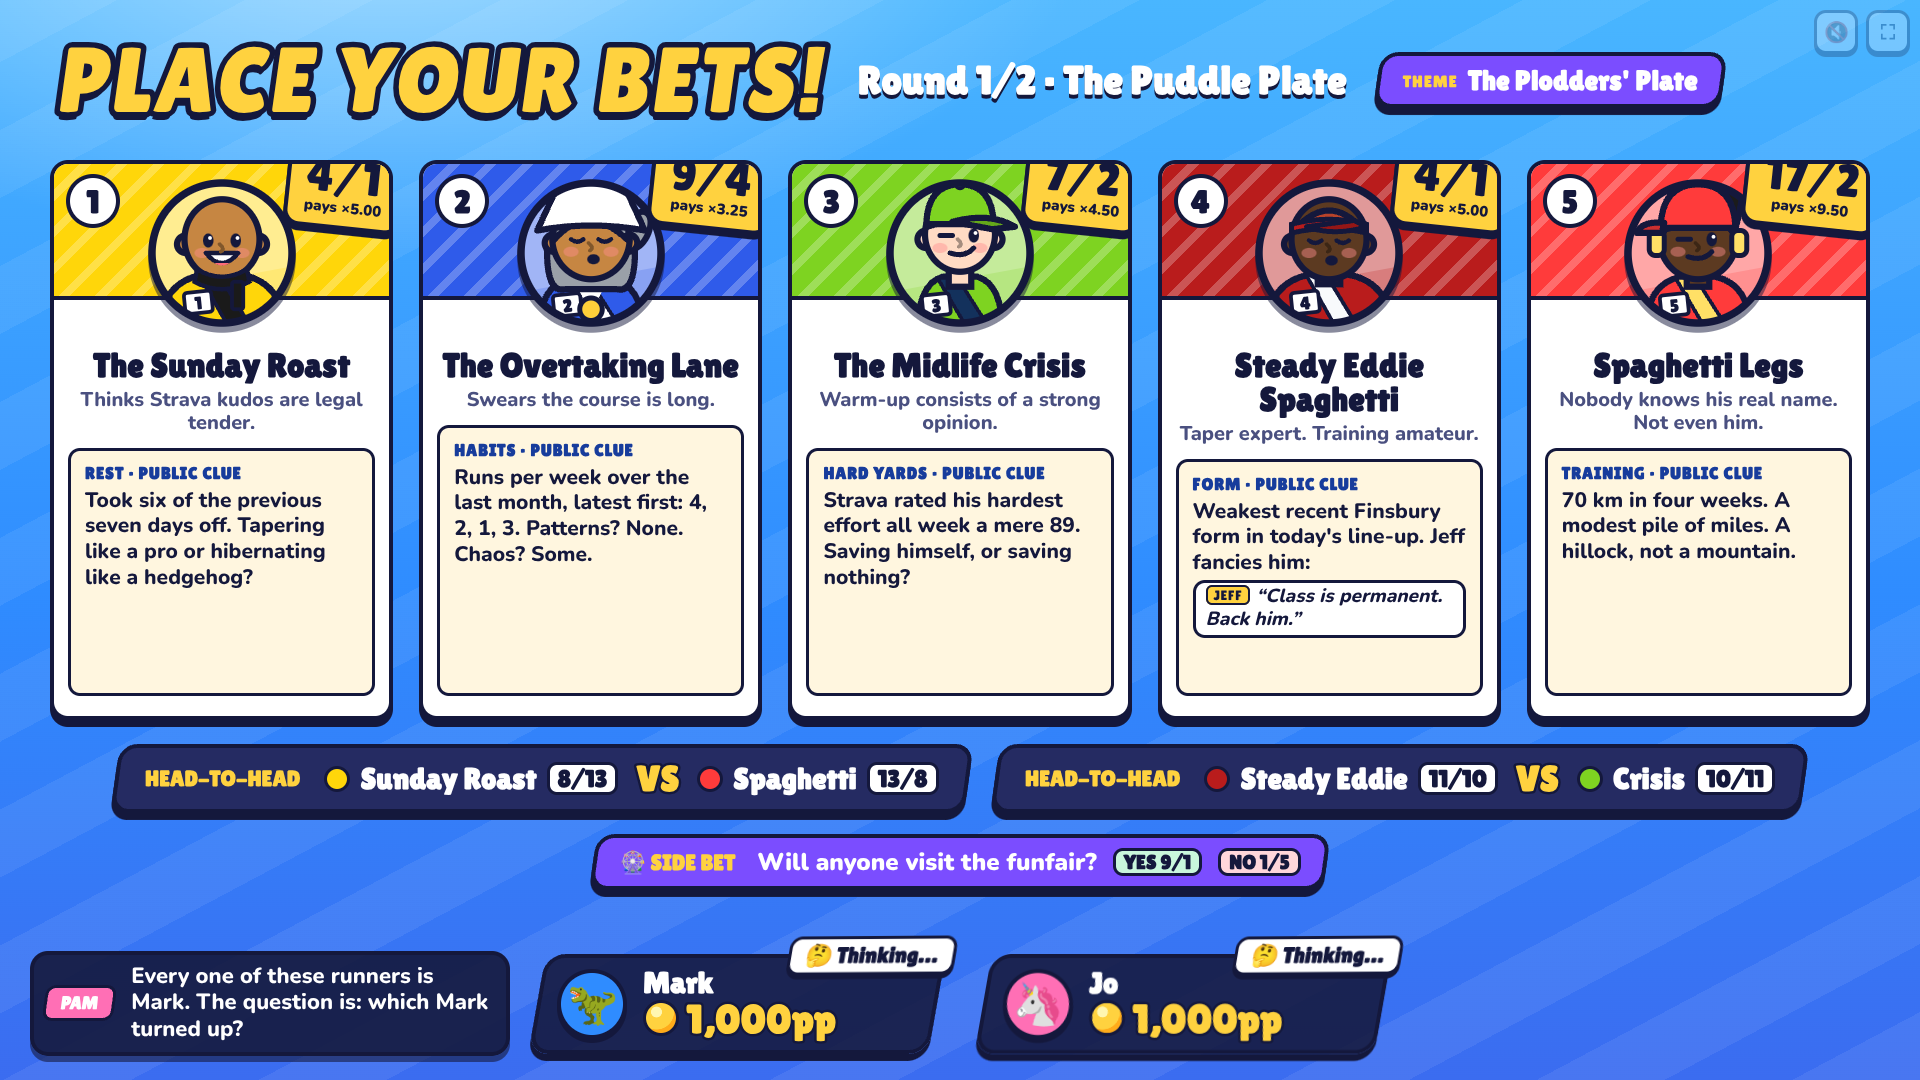 PLACE YOUR BETS!
Round 1/2 · The Puddle Plate
THEME The Plodders' Plate
1
4/1
pays ×5.00
1
The Sunday Roast
Thinks Strava kudos are legal
tender.
REST · PUBLIC CLUE
Took six of the previous
seven days off. Tapering
like a pro or hibernating
like a hedgehog?
2
9/4
pays ×3.25
2
The Overtaking Lane
Swears the course is long.
HABITS · PUBLIC CLUE
Runs per week over the
last month, latest first: 4,
2, 1, 3. Patterns? None.
Chaos? Some.
3
7/2
pays ×4.50
3
The Midlife Crisis
Warm-up consists of a strong
opinion.
HARD YARDS · PUBLIC CLUE
Strava rated his hardest
effort all week a mere 89.
Saving himself, or saving
nothing?
4
4/1
pays ×5.00
4
Steady Eddie
Spaghetti
Taper expert. Training amateur.
FORM · PUBLIC CLUE
Weakest recent Finsbury
form in today's line-up. Jeff
fancies him:
JEFF “Class is permanent.
Back him.”
5
17/2
pays ×9.50
5
Spaghetti Legs
Nobody knows his real name.
Not even him.
TRAINING · PUBLIC CLUE
70 km in four weeks. A
modest pile of miles. A
hillock, not a mountain.
HEAD-TO-HEAD Sunday Roast 8/13 VS Spaghetti 13/8
HEAD-TO-HEAD Steady Eddie 11/10 VS Crisis 10/11
SIDE BET Will anyone visit the funfair? YES 9/1 NO 1/5
PAM
Every one of these runners is
Mark. The question is: which Mark
turned up?
Thinking...
Mark
1,000pp
Thinking...
Jo
1,000pp